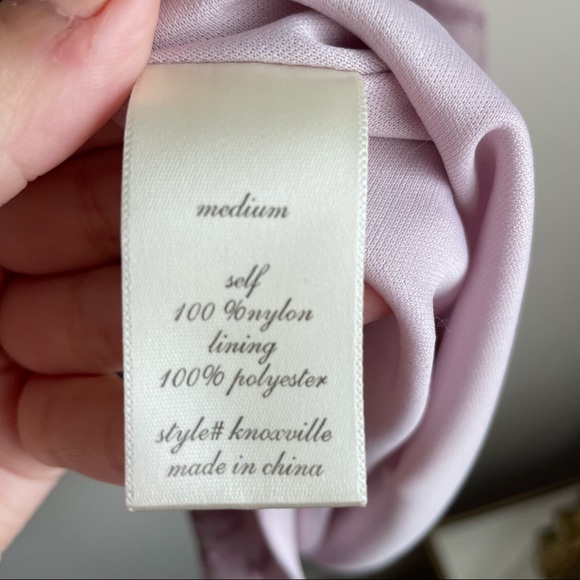 medium
self
100 %nylon
lining
100% polyester
style# knoxville
made in china